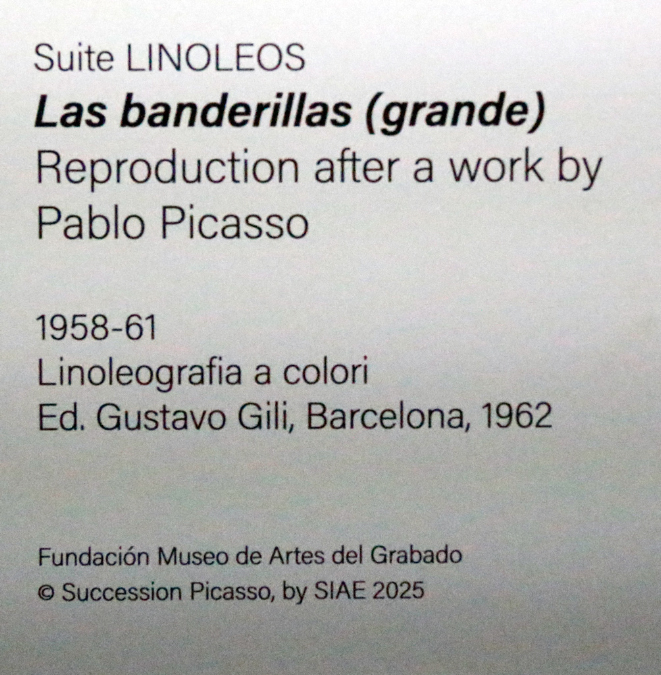 Suite LINOLEOS
Las banderillas (grande)
Reproduction after a work by
Pablo Picasso
1958-61
Linoleografia a colori
Ed. Gustavo Gili, Barcelona, 1962
Fundación Museo de Artes del Grabado
© Succession Picasso, by SIAE 2025